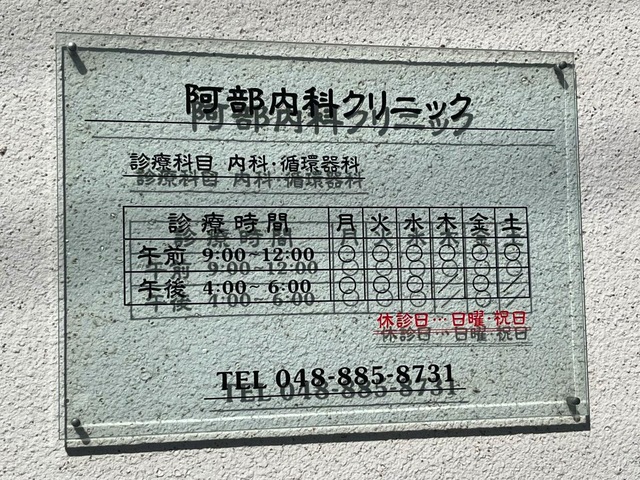 阿部内科クリニック
診療科目 内科・循環器科
診療時間 月 火 水 木 金 土
午前 9:00~12:00 ○ ○ ○ ○ ○ ○
午後 4:00~6:00 ○ ○ ○ / ○ /
休診日…日曜・祝日
TEL 048-885-8731